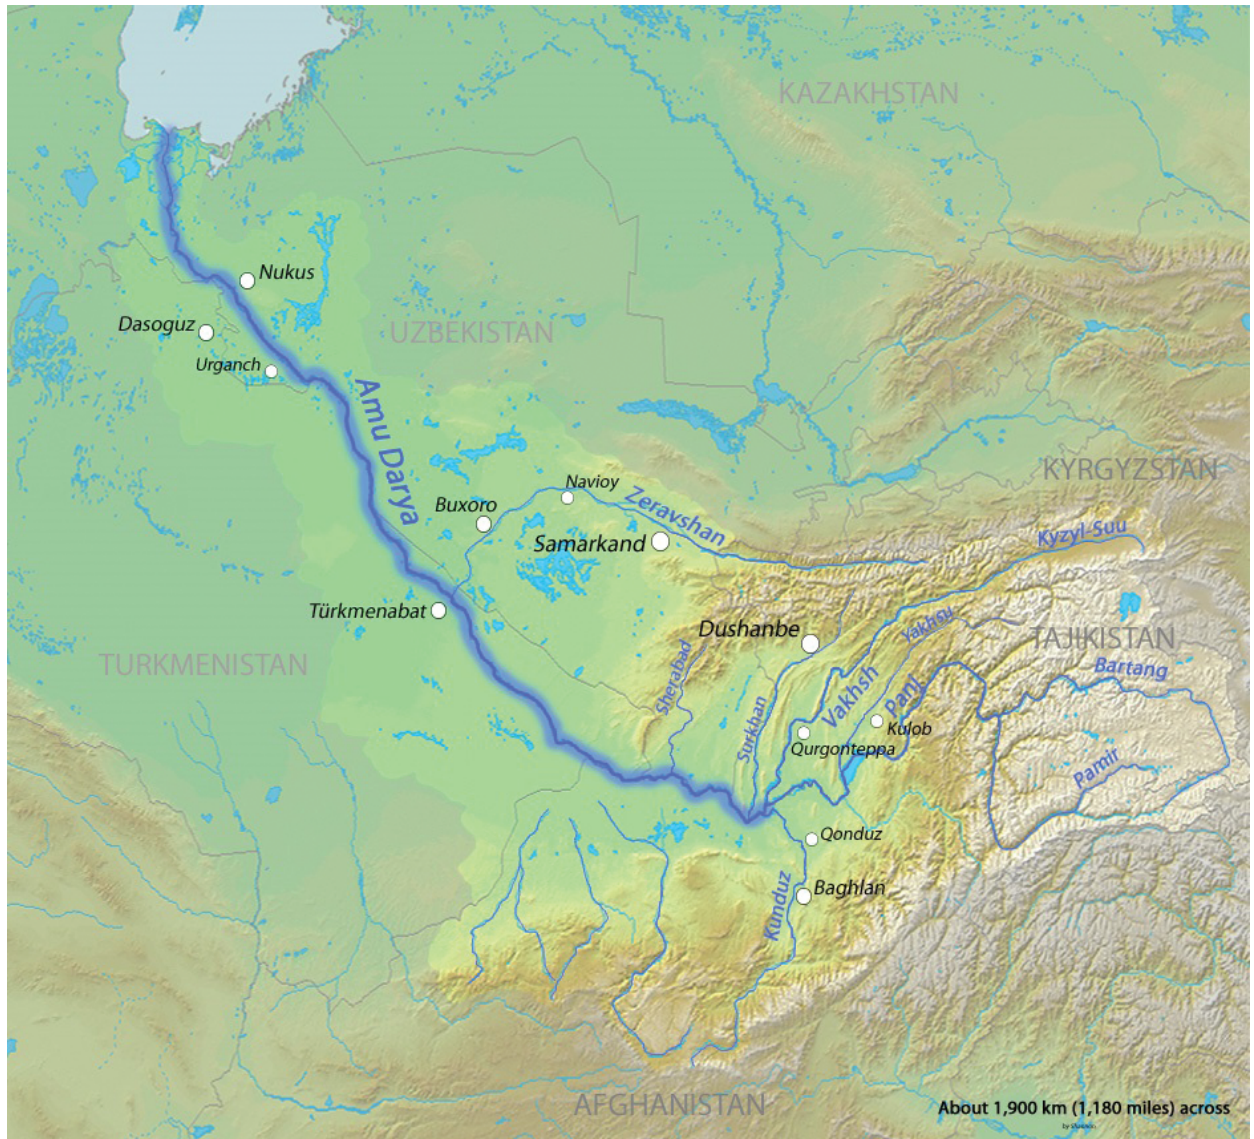 KAZAKHSTAN
Nukus
Dasoguz
UZBEKISTAN
Urganch
Amu Darya
KYRGYZSTAN
Navioy
Buxoro
Zeravshan
Kyzyl-Suu
Samarkand
Türkmenabat
Yakhsu
Dushanbe
TAJIKISTAN
TURKMENISTAN
Bartang
Sherabad
Vakhsh
Panj
Surkhan
Kulob
Qurgonteppa
Pamir
Qonduz
Baghlan
Kunduz
AFGHANISTAN
About 1,900 km (1,180 miles) across
by Shannon